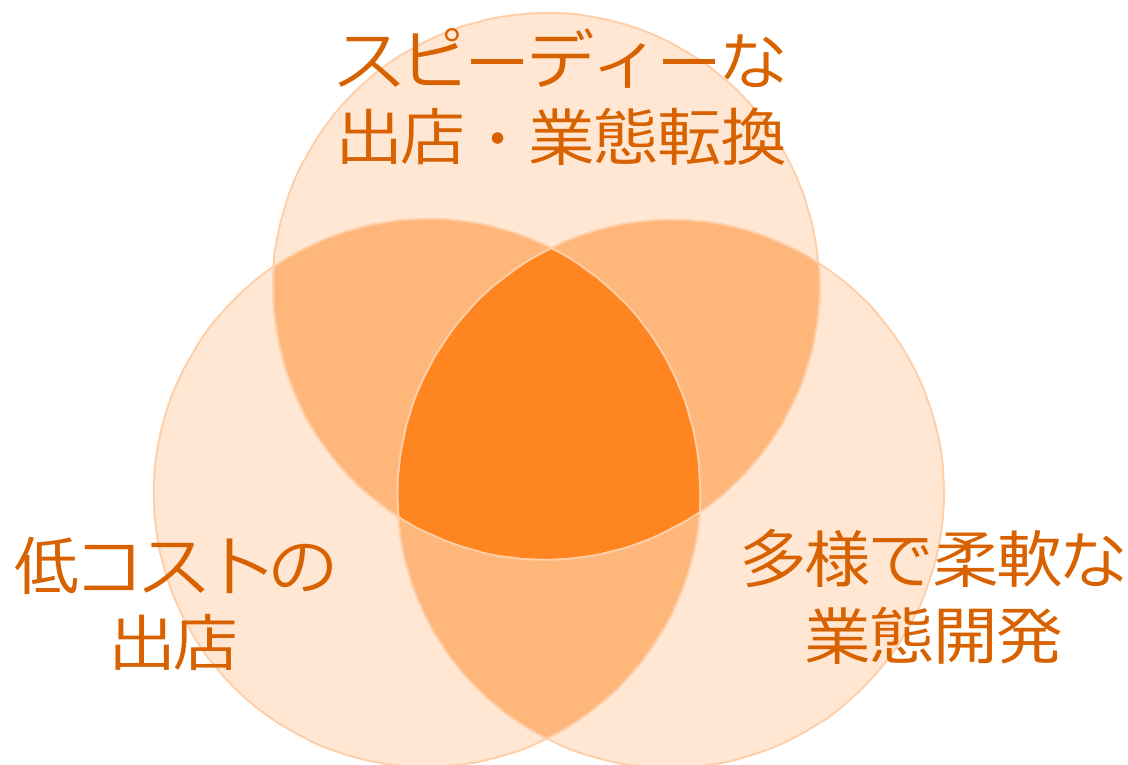 スピーディーな
出店・業態転換
低コストの
出店
多様で柔軟な
業態開発